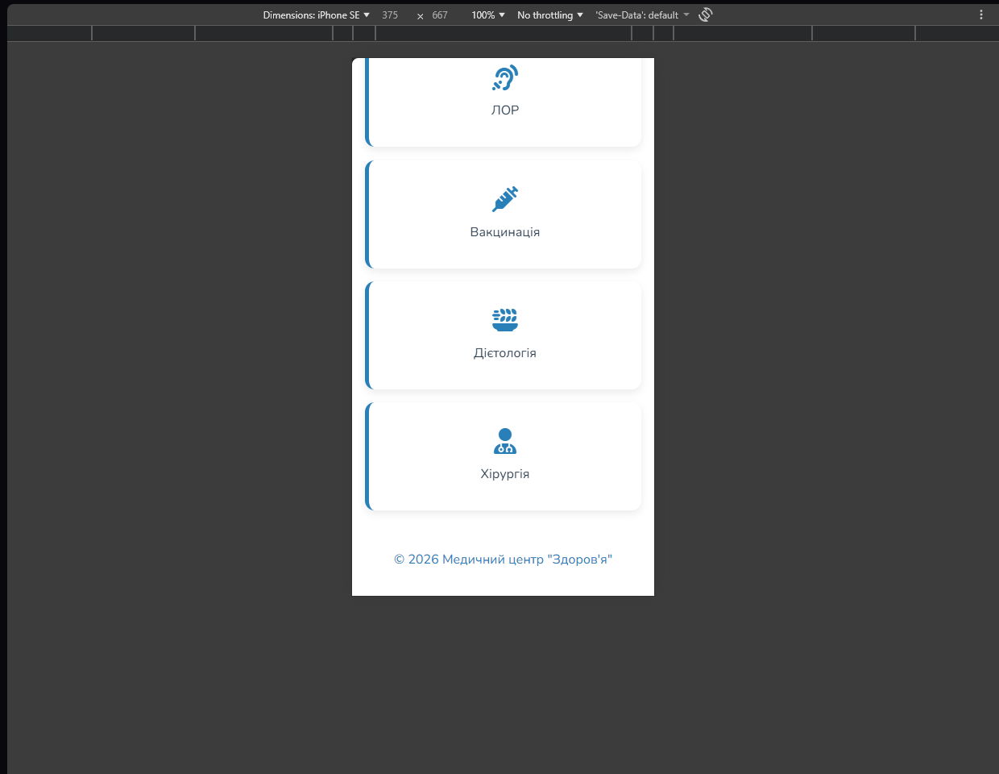 Dimensions: iPhone SE 375 × 667 100% No throttling 'Save-Data': default
ЛОР
Вакцинація
Дієтологія
Хірургія
© 2026 Медичний центр "Здоров'я"